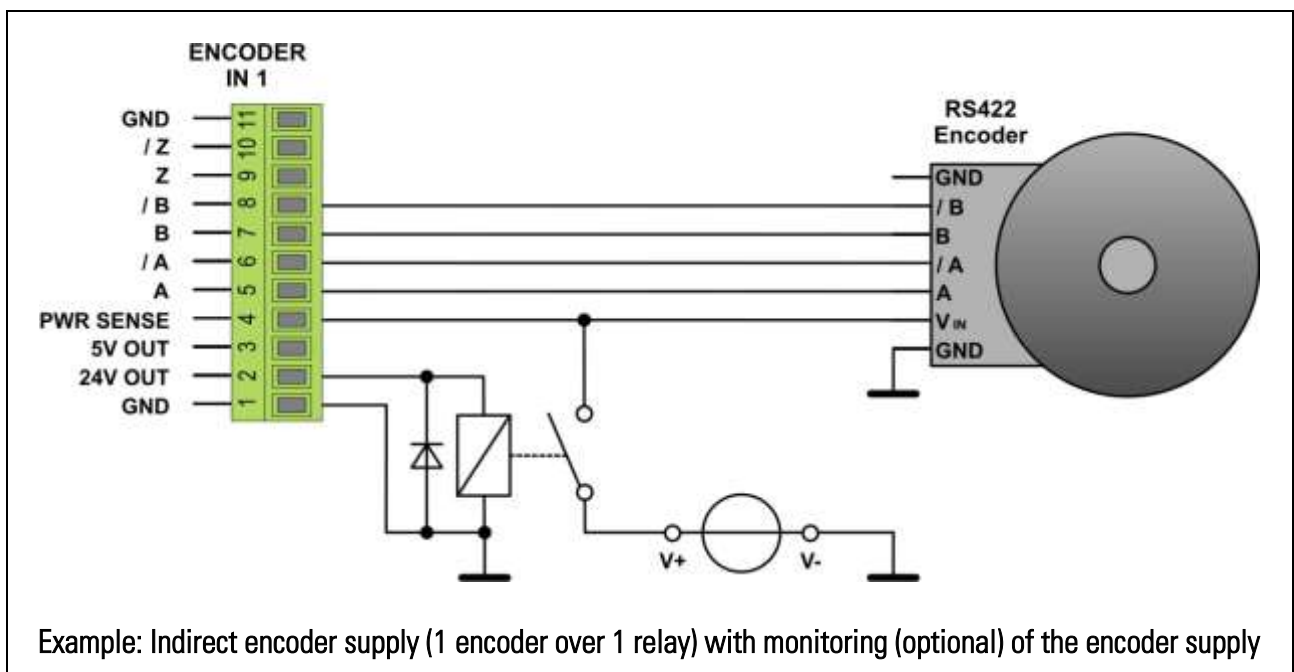 ENCODER
IN 1
GND 11
/ Z 10
Z 9
/ B 8
B 7
/ A 6
A 5
PWR SENSE 4
5V OUT 3
24V OUT 2
GND 1
RS422
Encoder
GND
/ B
B
/ A
A
V IN
GND
V+
V-
Example: Indirect encoder supply (1 encoder over 1 relay) with monitoring (optional) of the encoder supply